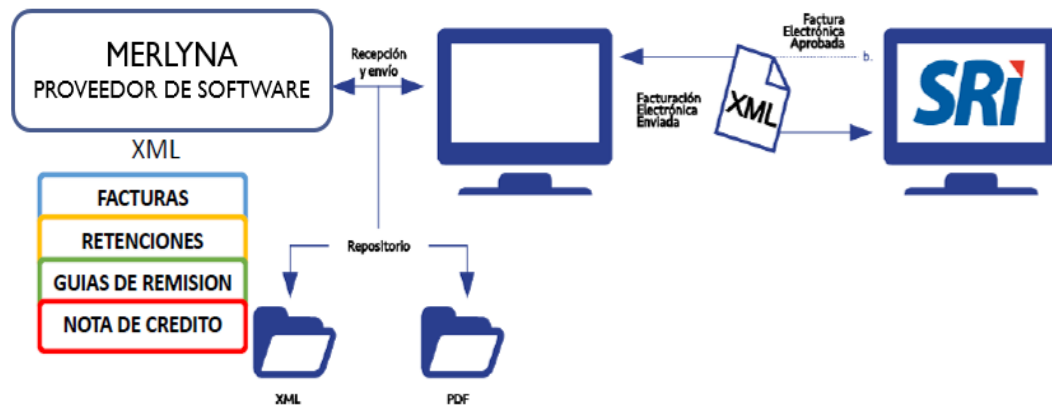 MERLYNA
PROVEEDOR DE SOFTWARE
XML
FACTURAS
RETENCIONES
GUIAS DE REMISION
NOTA DE CREDITO
Recepción
y envío
Repositorio
XML
PDF
Factura
Electrónica
Aprobada
b.
Facturación
Electrónica
Enviada
XML
SRi